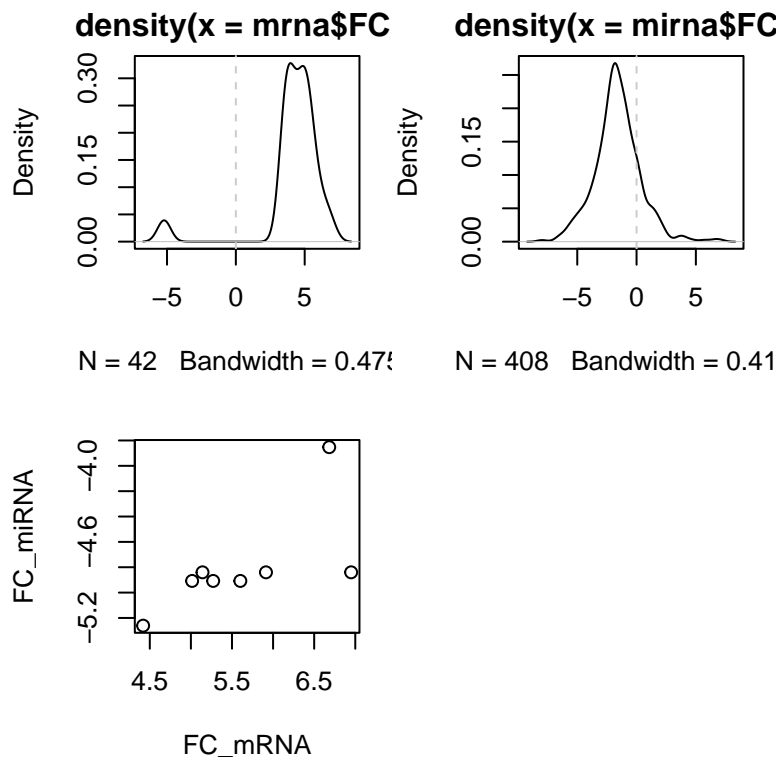 density(x = mrna$FC
Density
0.00
0.15
0.30
−5 0 5
N = 42 Bandwidth = 0.475
density(x = mirna$FC
Density
0.00
0.15
−5 0 5
N = 408 Bandwidth = 0.41
FC_miRNA
−5.2
−4.6
−4.0
4.5 5.5 6.5
FC_mRNA